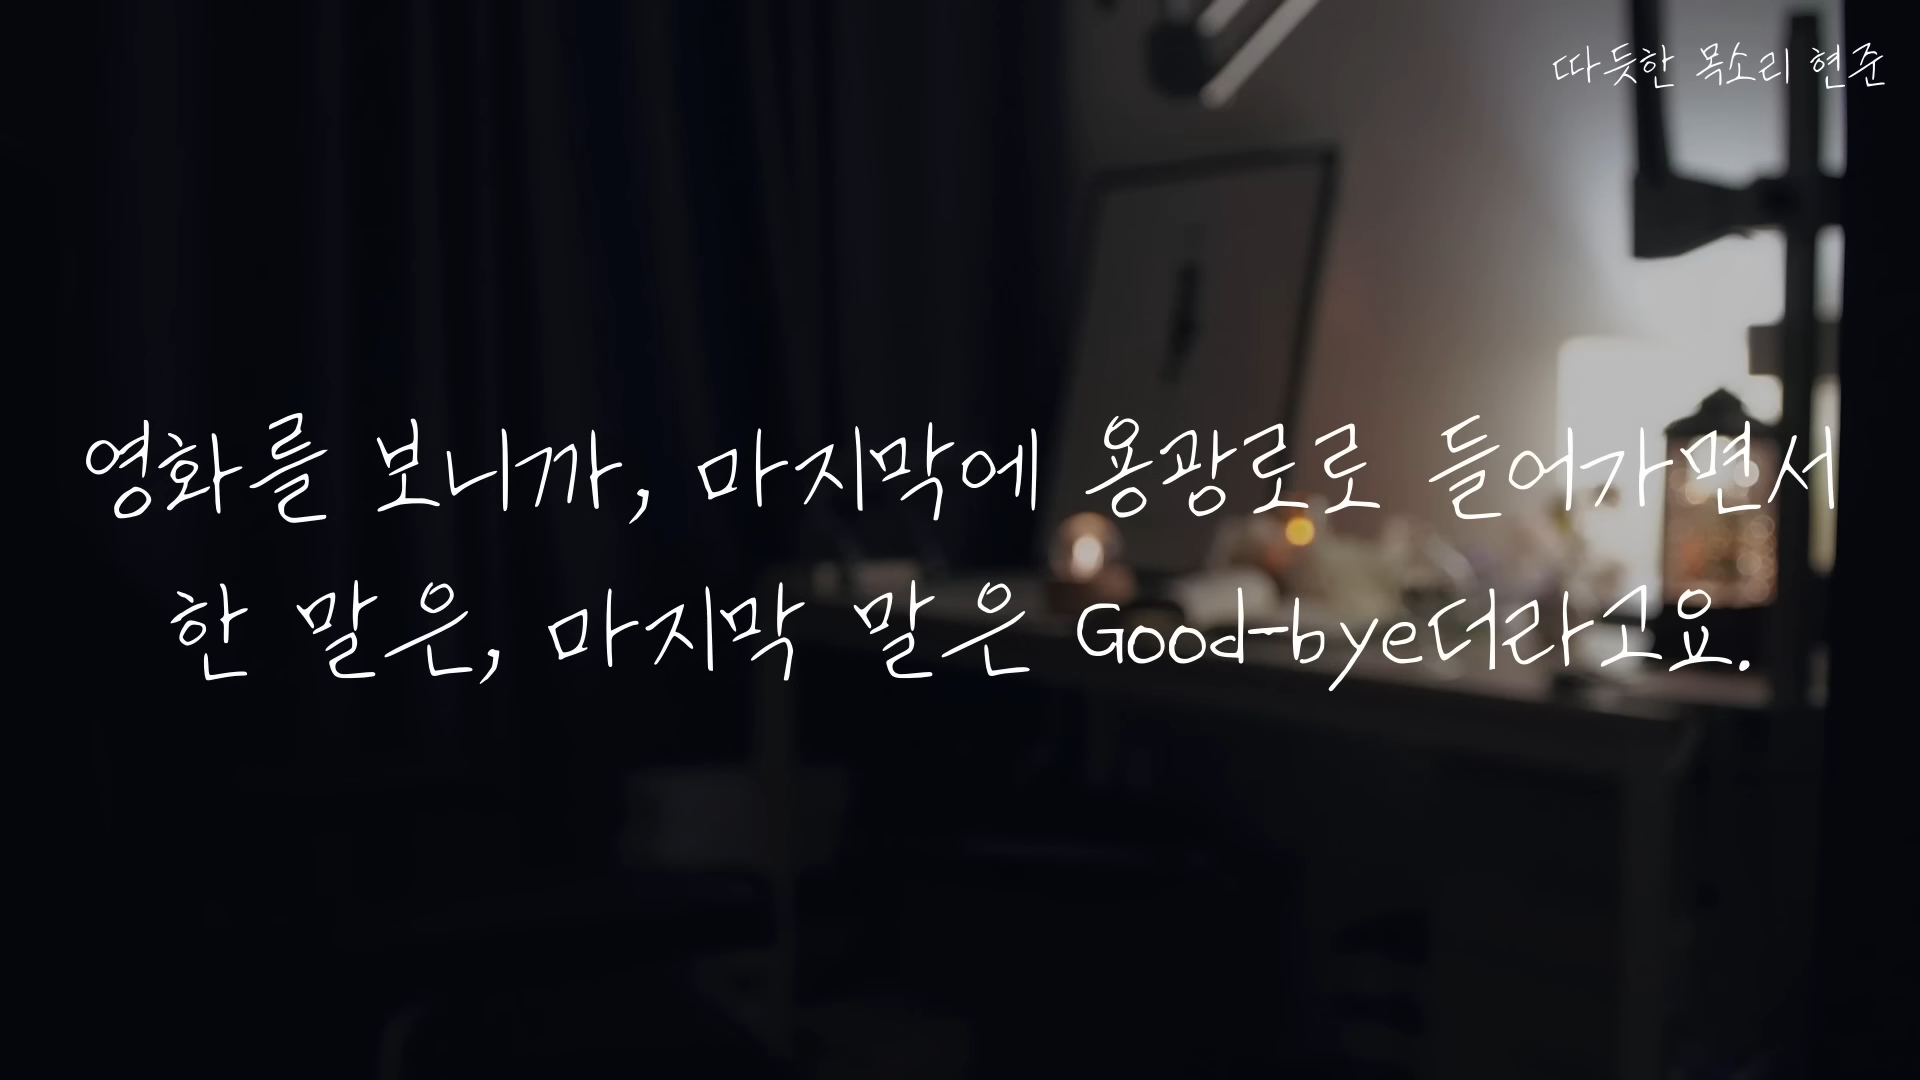 따듯한 목소리 현준
영화를 보니까, 마지막에 용광로로 들어가면서
한 말은, 마지막 말은 Good-bye더라고요.